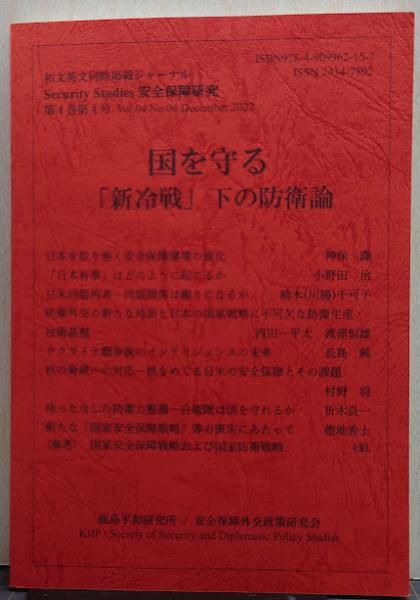 ISBN978-4-909962-15-7
和文英文同時掲載ジャーナル
ISSN 2434-7892
Security Studies 安全保障研究
第4巻第4号 Vol.04 No.04 December 2022
国を守る
「新冷戦」下の防衛論
日本を取り巻く安全保障環境の変化 神保 謙
「日本有事」はどのように起こるか 小野田 治
日米同盟再考－同盟関係は頼りになるか 植木(川勝)千可子
防衛外交の新たな局面と日本の国家戦略に不可欠な防衛生産・
技術基盤 西田一平太 渡部恒雄
ウクライナ戦争後のインテリジェンスの未来 長島 純
核の脅威への対応－核をめぐる日米の安全保障とその課題
村野 将
待ったなしの防衛力整備－自衛隊は国を守れるか 折木良一
新たな「国家安全保障戦略」等の策定にあたって 徳地秀士
（参考） 国家安全保障戦略および国家防衛戦略 URL
鹿島平和研究所 / 安全保障外交政策研究会
KIIP / Society of Security and Diplomatic Policy Studies